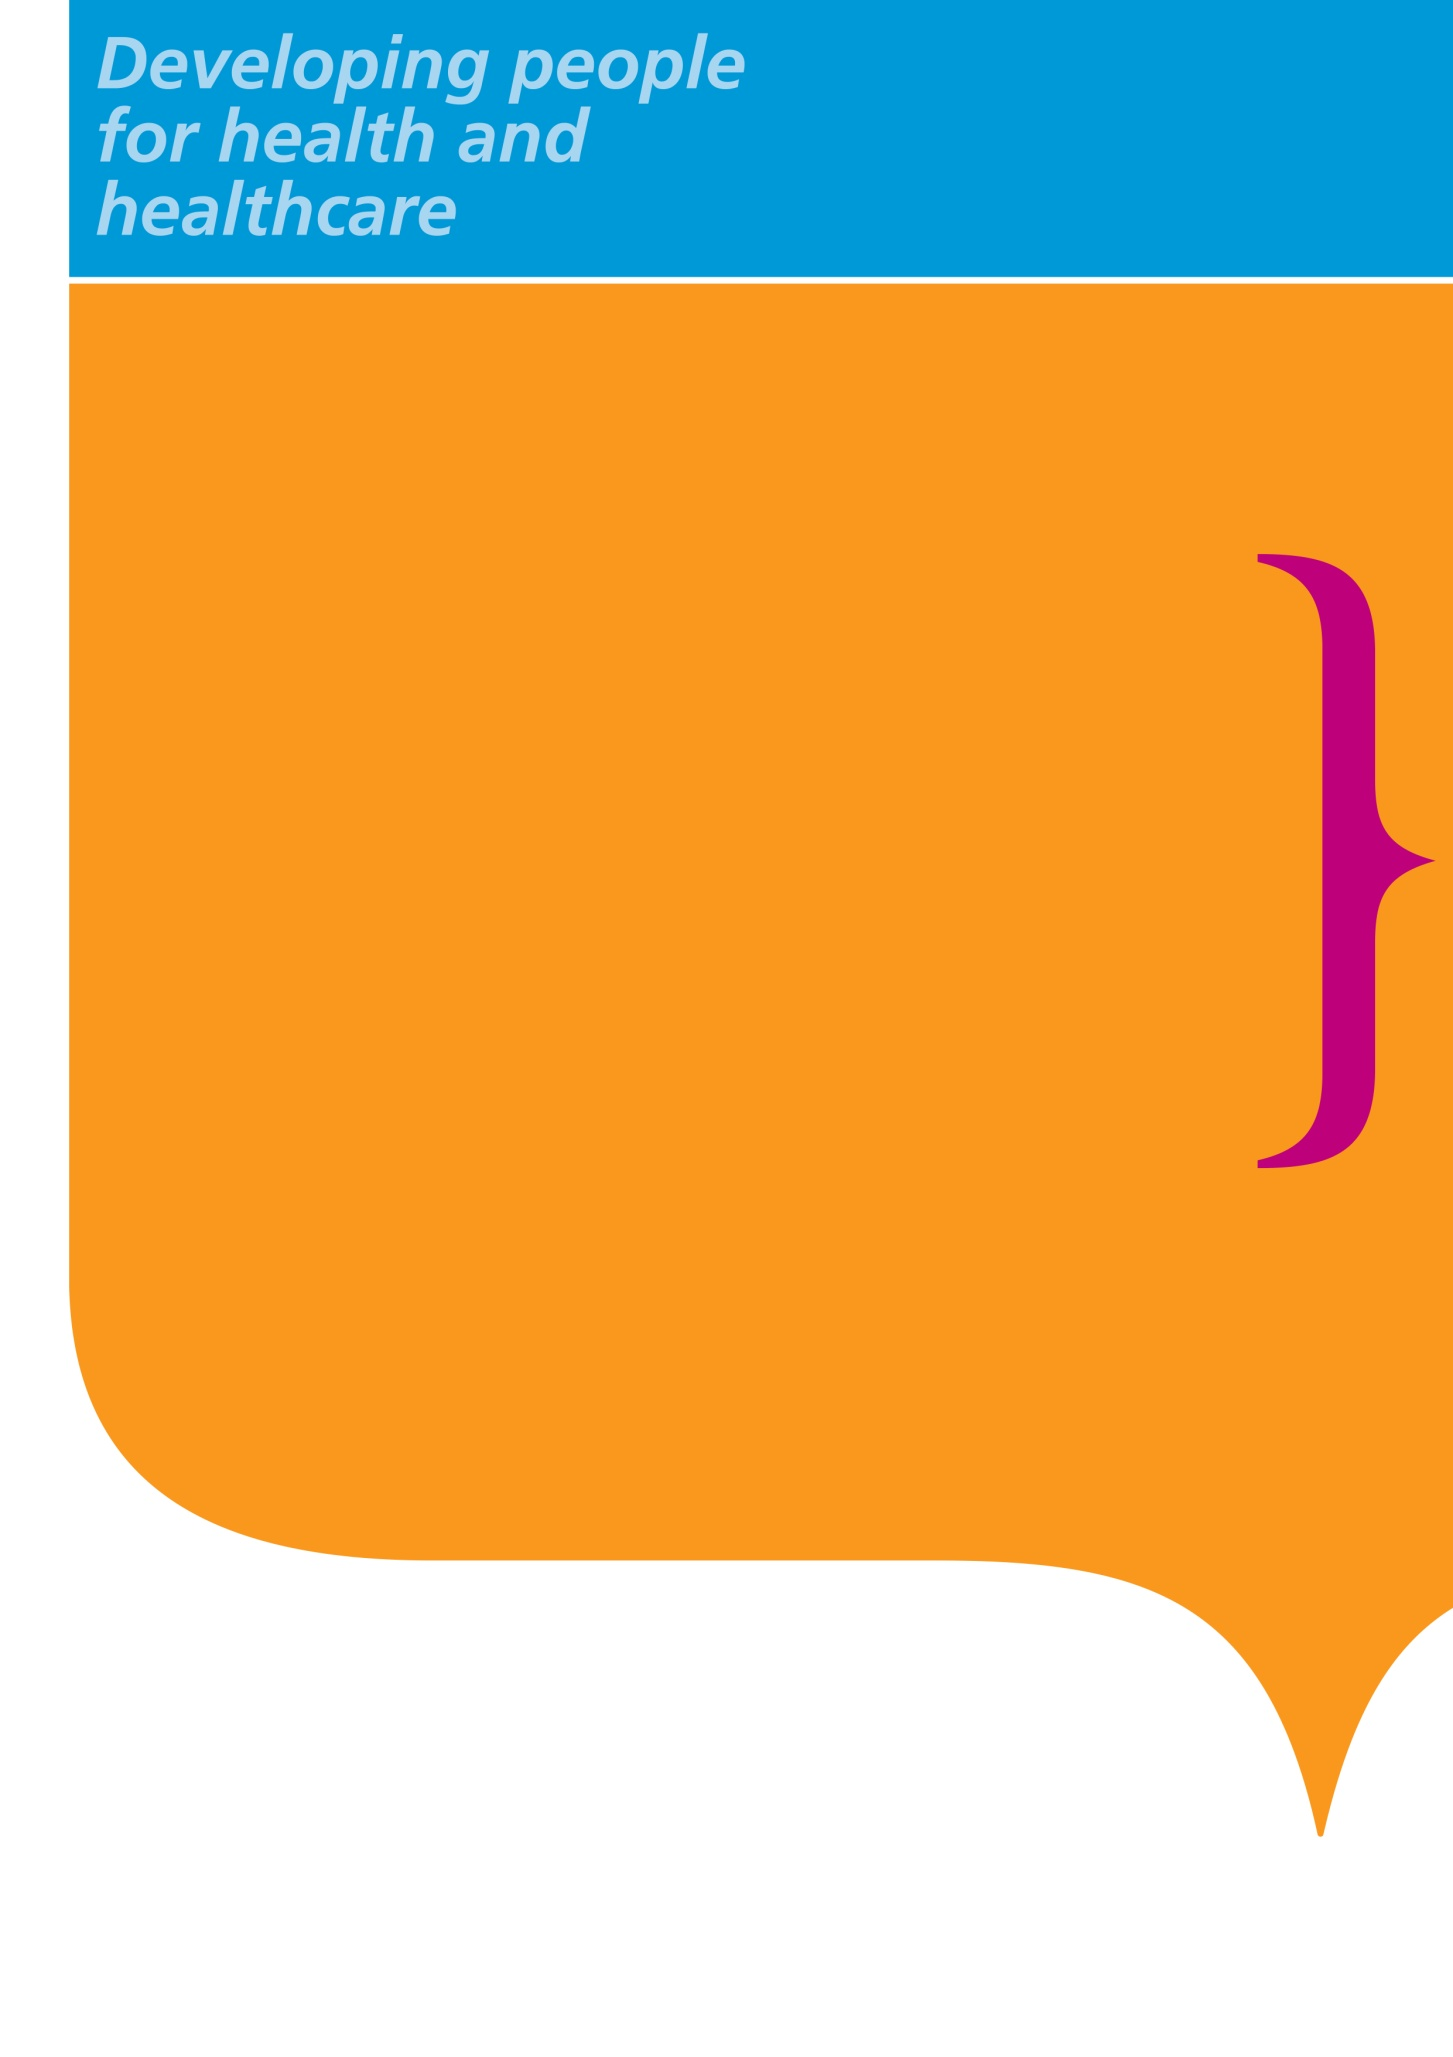 Developing people
for health and
healthcare
}